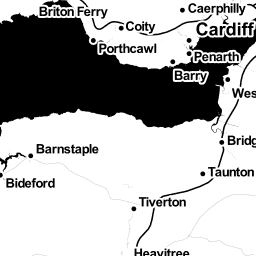 Briton Ferry
Caerphilly
Coity
Cardiff
Porthcawl
Penarth
Barry
Wes
Bridg
Barnstaple
Taunton
Bideford
Tiverton
Heavitree